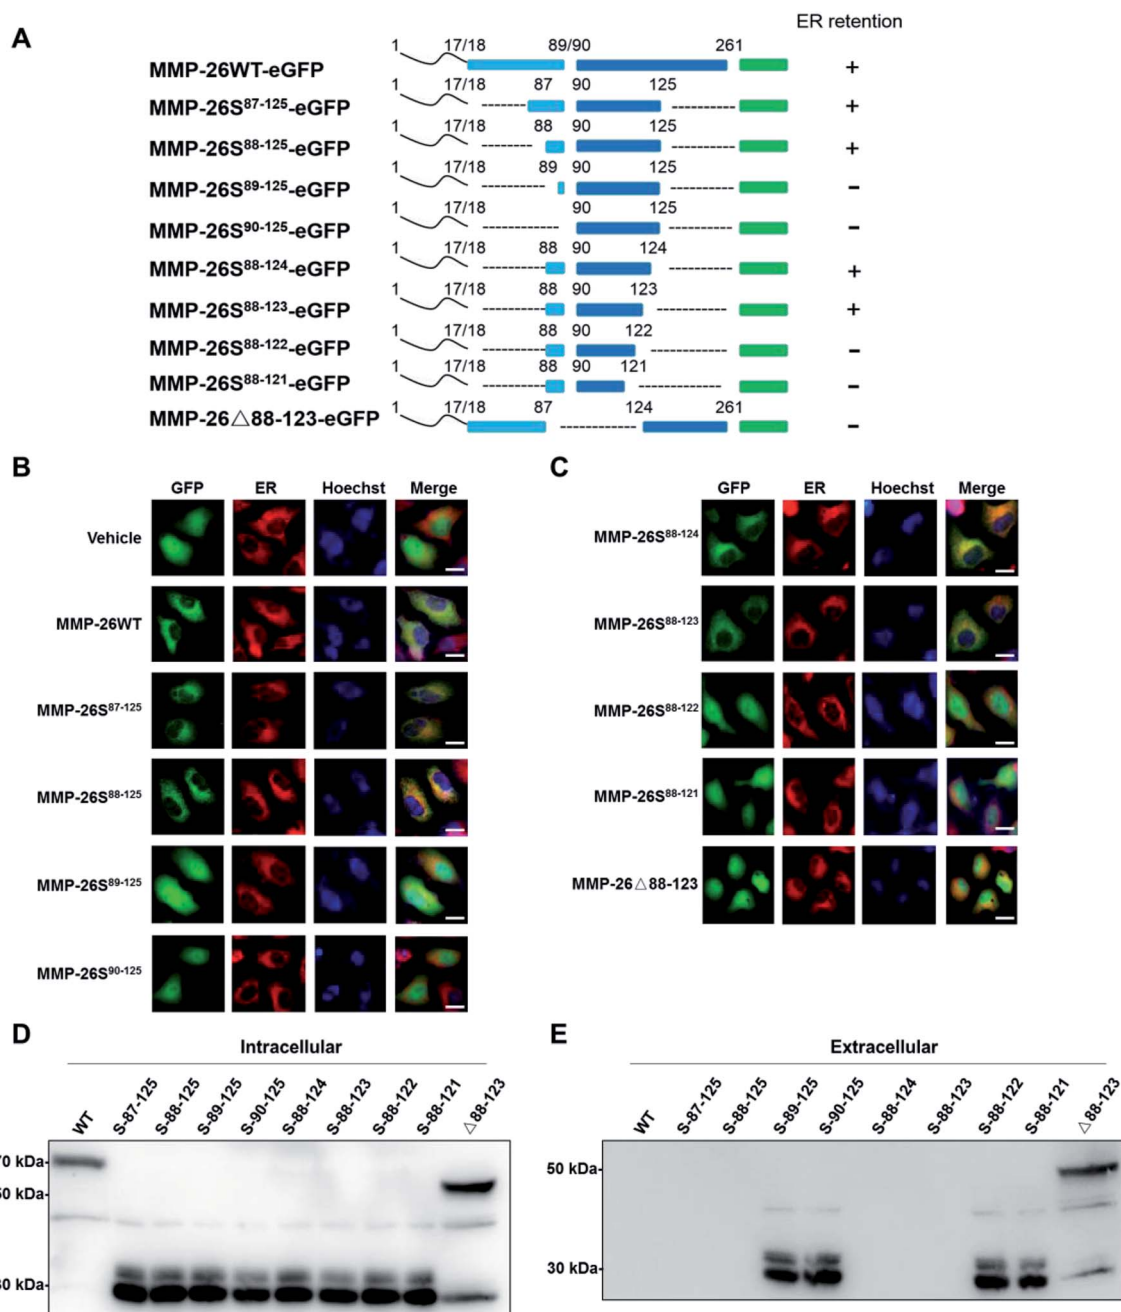 ER retention
A
1 17/18 89/90 261
MMP-26WT-eGFP +
1 17/18 87 90 125
MMP-26S87-125-eGFP +
1 17/18 88 90 125
MMP-26S88-125-eGFP +
1 17/18 89 90 125
MMP-26S89-125-eGFP –
1 17/18 90 125
MMP-26S90-125-eGFP –
1 17/18 88 90 124
MMP-26S88-124-eGFP +
1 17/18 88 90 123
MMP-26S88-123-eGFP +
1 17/18 88 90 122
MMP-26S88-122-eGFP –
1 17/18 88 90 121
MMP-26S88-121-eGFP –
1 17/18 87 124 261
MMP-26△88-123-eGFP –
B
GFP ER Hoechst Merge
Vehicle
MMP-26WT
MMP-26S87-125
MMP-26S88-125
MMP-26S89-125
MMP-26S90-125
C
GFP ER Hoechst Merge
MMP-26S88-124
MMP-26S88-123
MMP-26S88-122
MMP-26S88-121
MMP-26△88-123
D
Intracellular
WT S-87-125 S-88-125 S-89-125 S-90-125 S-88-124 S-88-123 S-88-122 S-88-121 △88-123
70 kDa-
50 kDa-
30 kDa-
E
Extracellular
WT S-87-125 S-88-125 S-89-125 S-90-125 S-88-124 S-88-123 S-88-122 S-88-121 △88-123
50 kDa-
30 kDa-